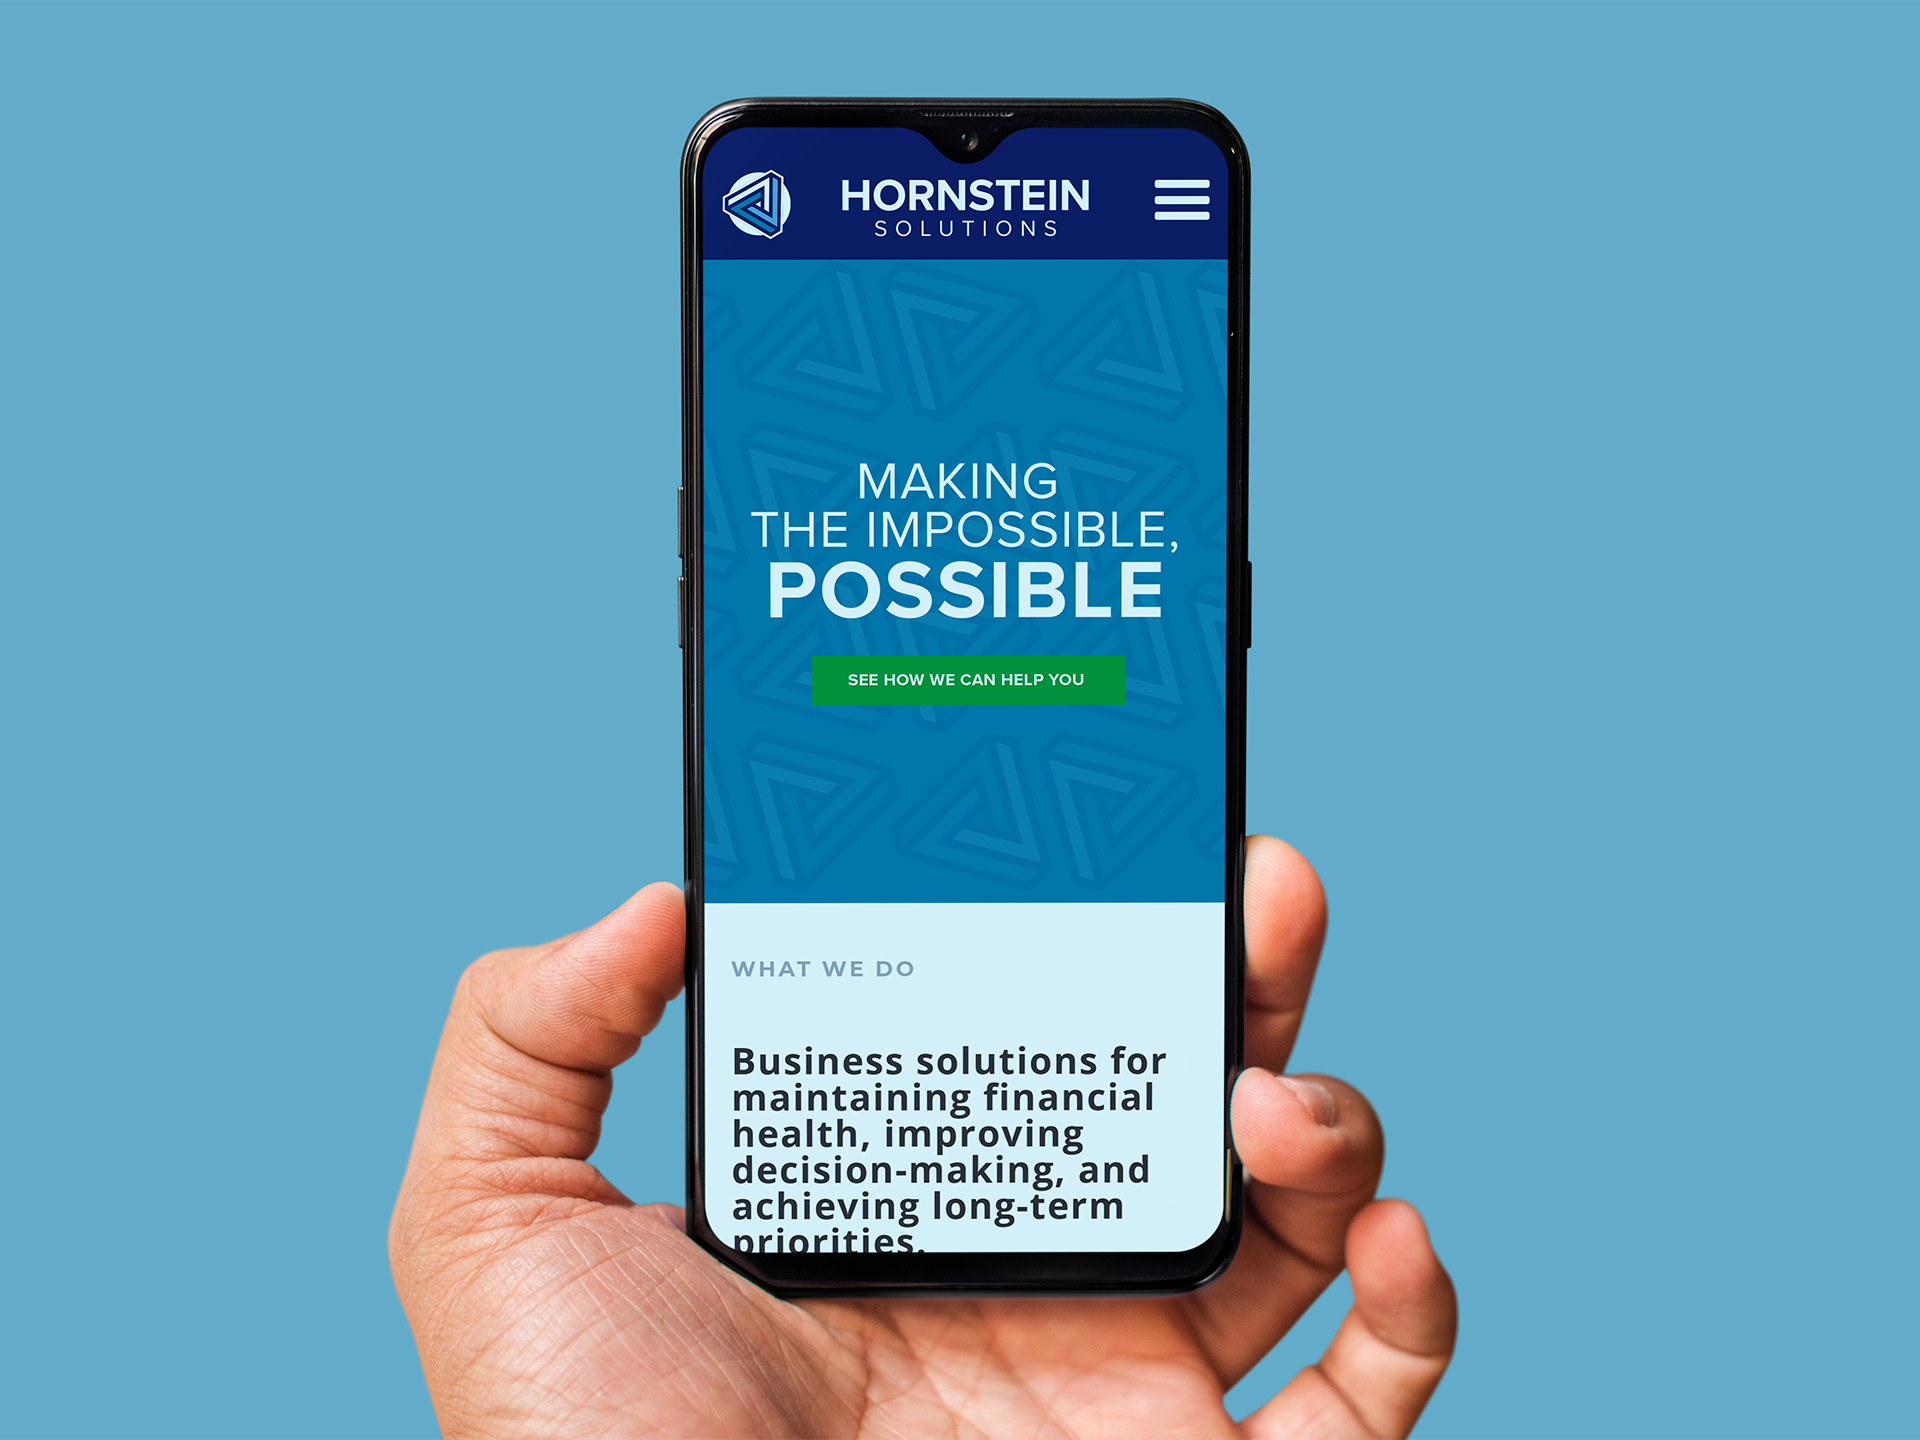 HORNSTEIN
SOLUTIONS
MAKING
THE IMPOSSIBLE,
POSSIBLE
SEE HOW WE CAN HELP YOU
WHAT WE DO
Business solutions for
maintaining financial
health, improving
decision-making, and
achieving long-term
priorities.